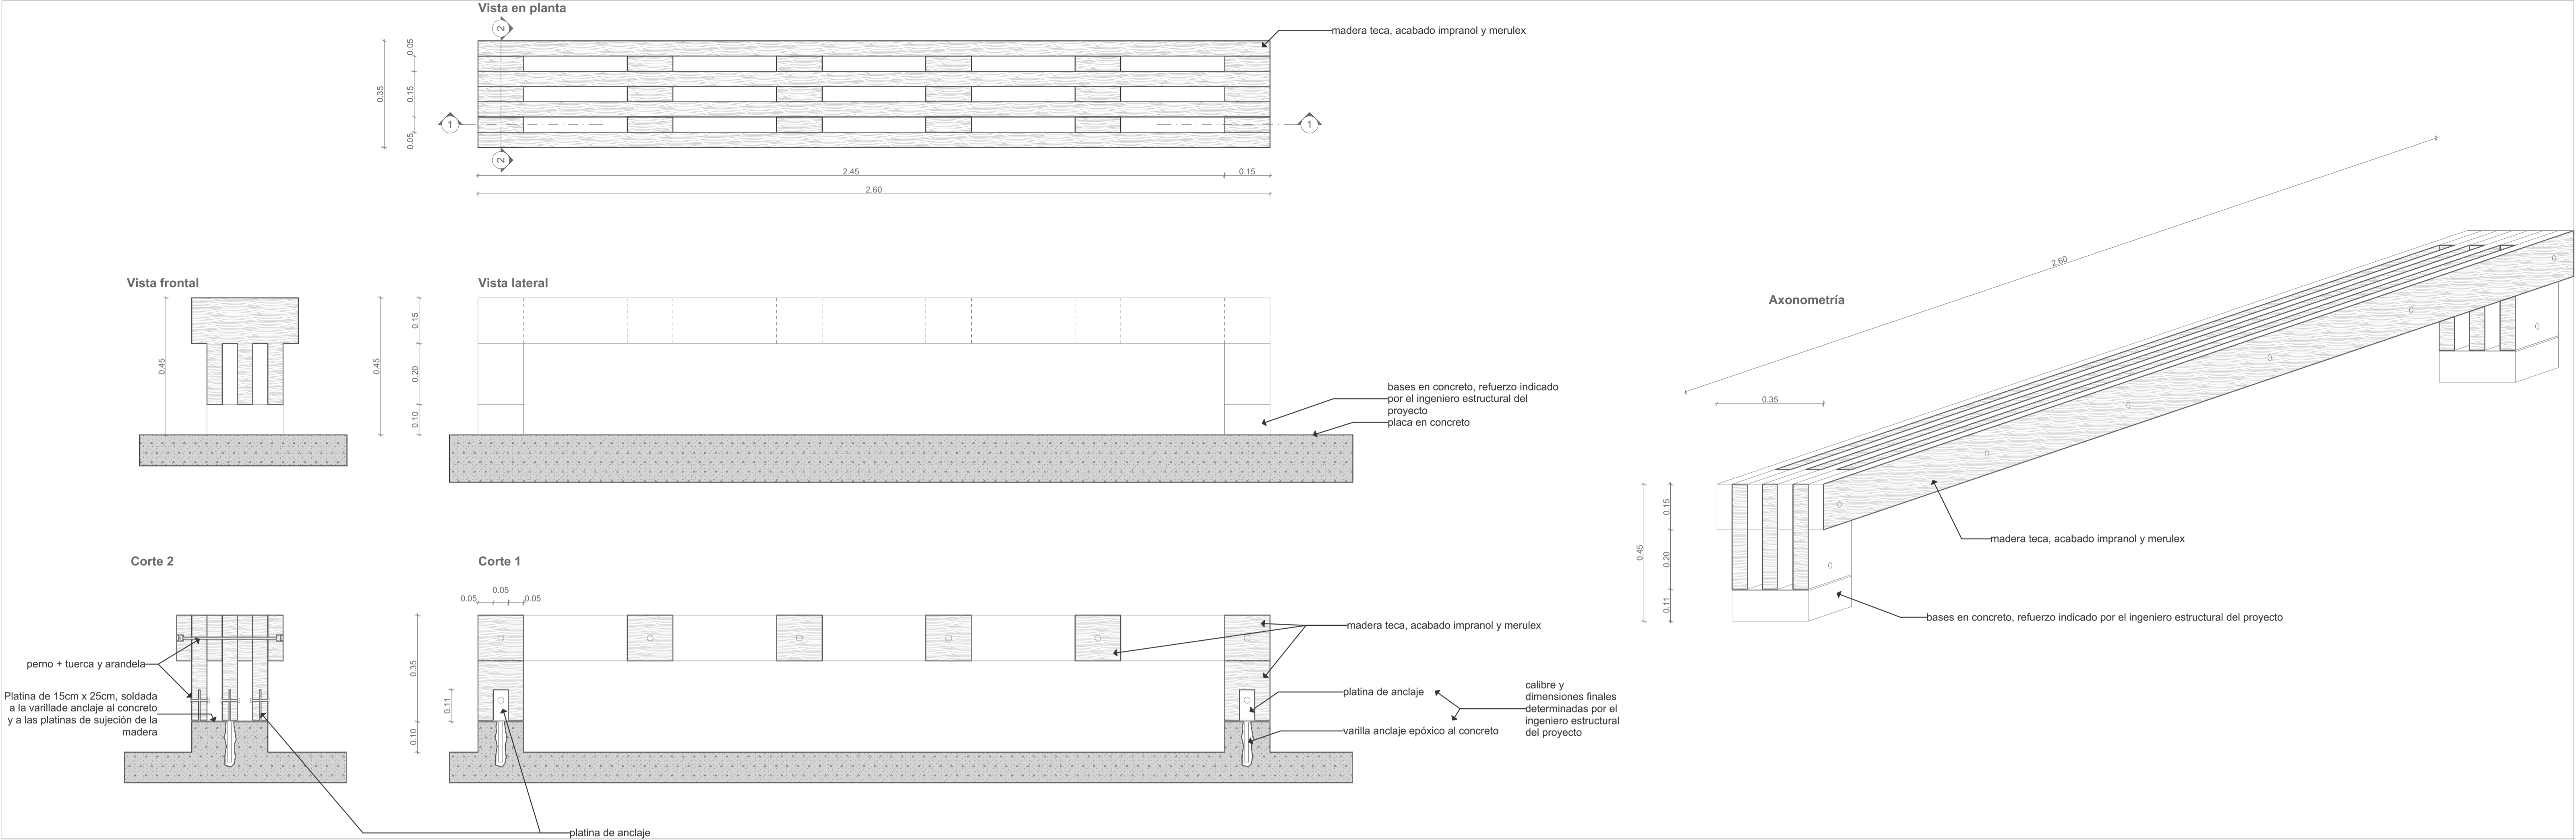 Vista en planta
2
madera teca, acabado impranol y merulex
0.35
0.05
0.15
0.05
1
1
2
2.45
0.15
2.60
Vista frontal
0.45
Vista lateral
0.45
0.15
0.20
0.10
bases en concreto, refuerzo indicado
por el ingeniero estructural del
proyecto
placa en concreto
Axonometría
2.60
0.35
0.45
0.15
0.20
0.11
madera teca, acabado impranol y merulex
bases en concreto, refuerzo indicado por el ingeniero estructural del proyecto
Corte 2
perno + tuerca y arandela
Platina de 15cm x 25cm, soldada
a la varillade anclaje al concreto
y a las platinas de sujeción de la
madera
Corte 1
0.05
0.05
0.05
0.35
0.11
0.10
madera teca, acabado impranol y merulex
platina de anclaje
varilla anclaje epóxico al concreto
calibre y
dimensiones finales
determinadas por el
ingeniero estructural
del proyecto
platina de anclaje